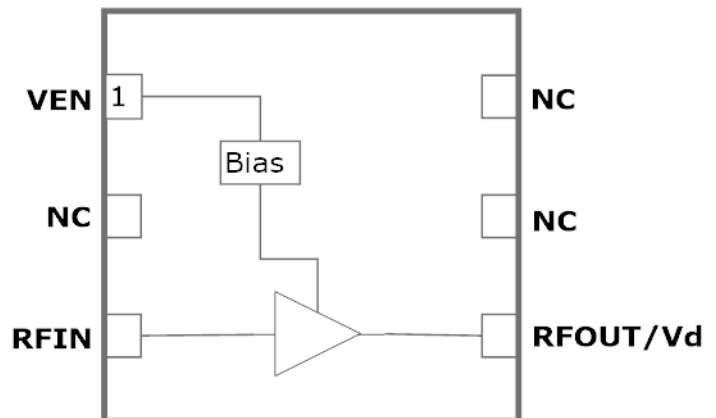 VEN
1
NC
Bias
NC
NC
RFIN
RFOUT/Vd